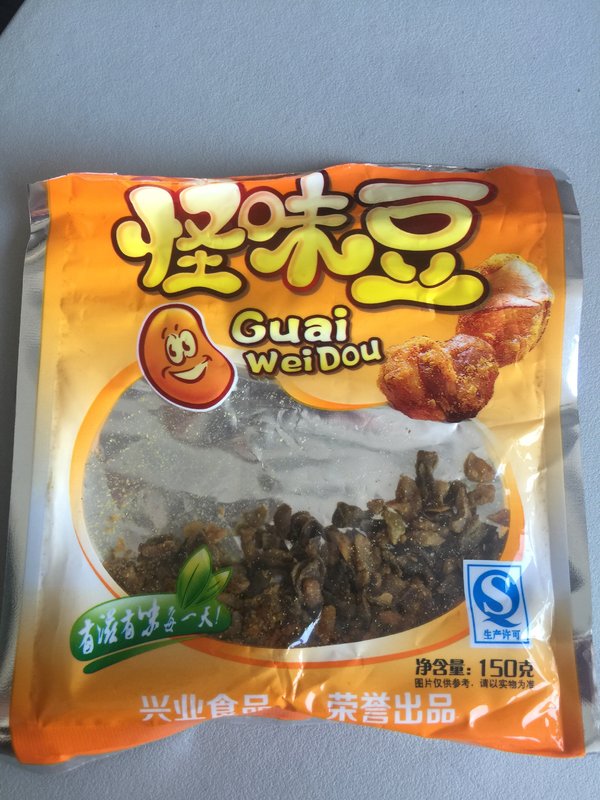 怪味豆
Guai
WeiDou
有滋有味每一天!
QS
生产许可
净含量：150克
图片仅供参考，请以实物为准
兴业食品 荣誉出品